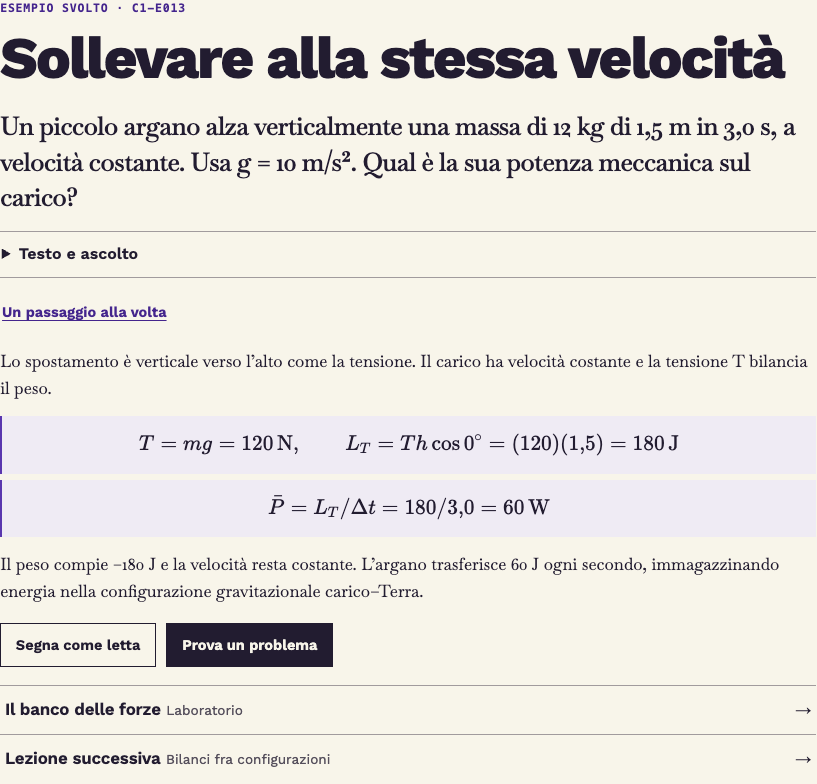 ESEMPIO SVOLTO · C1–E013
Sollevare alla stessa velocità
Un piccolo argano alza verticalmente una massa di 12 kg di 1,5 m in 3,0 s, a
velocità costante. Usa g = 10 m/s². Qual è la sua potenza meccanica sul
carico?
▶ Testo e ascolto
Un passaggio alla volta
Lo spostamento è verticale verso l’alto come la tensione. Il carico ha velocità costante e la tensione T bilancia
il peso.
T = mg = 120 N, L_T = Th cos 0° = (120)(1,5) = 180 J
P̄ = L_T/Δt = 180/3,0 = 60 W
Il peso compie −180 J e la velocità resta costante. L’argano trasferisce 60 J ogni secondo, immagazzinando
energia nella configurazione gravitazionale carico–Terra.
Segna come letta Prova un problema
Il banco delle forze Laboratorio →
Lezione successiva Bilanci fra configurazioni →